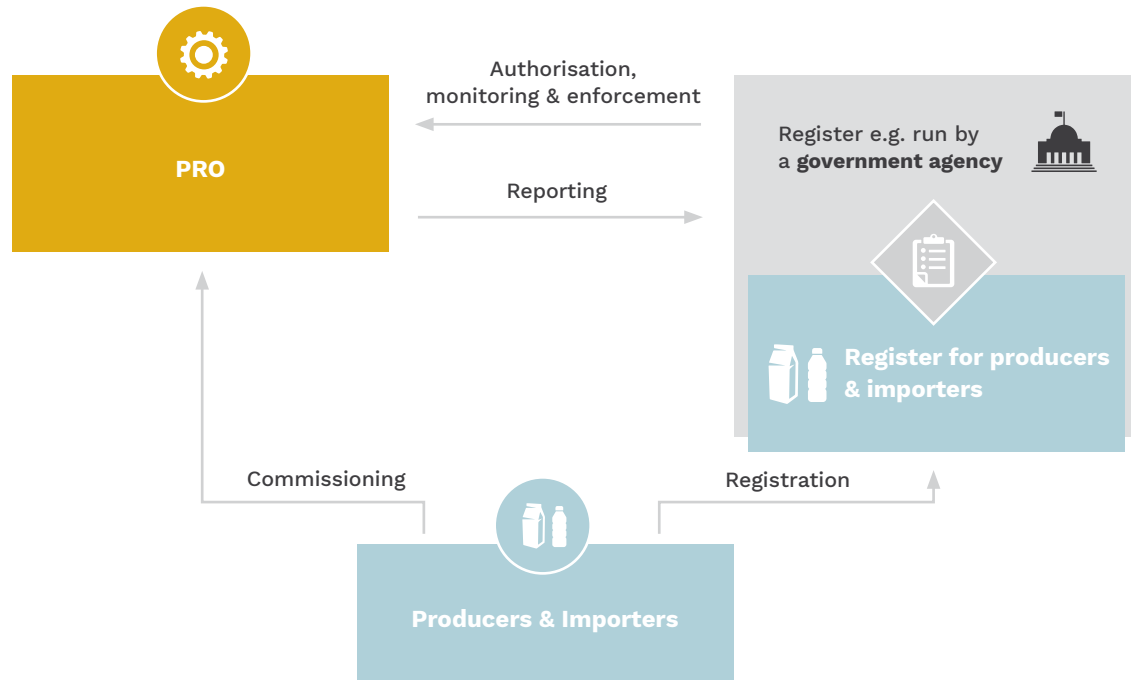 Authorisation,
monitoring & enforcement
PRO
Reporting
Register e.g. run by
a government agency
Register for producers
& importers
Commissioning
Registration
Producers & Importers